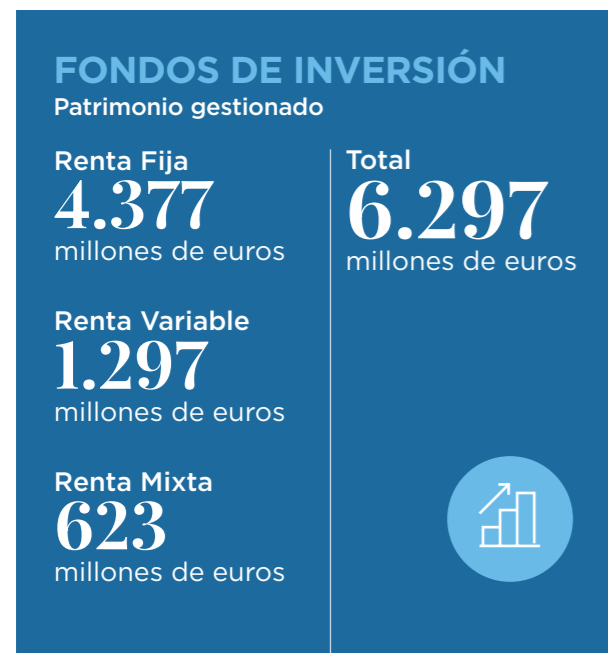 FONDOS DE INVERSIÓN
Patrimonio gestionado
Renta Fija
4.377
millones de euros
Renta Variable
1.297
millones de euros
Renta Mixta
623
millones de euros
Total
6.297
millones de euros